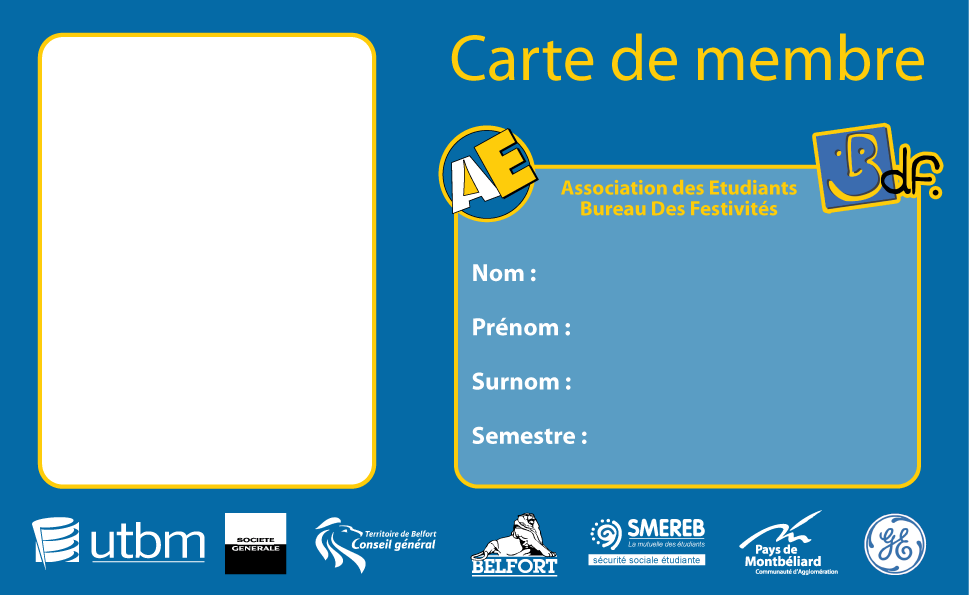 Carte de membre
AE
Bdf.
Association des Etudiants
Bureau Des Festivités
Nom :
Prénom :
Surnom :
Semestre :
utbm
SOCIETE
GENERALE
Territoire de Belfort
Conseil général
BELFORT
SMEREB
La mutuelle des étudiants
sécurité sociale étudiante
Pays de
Montbéliard
Communauté d'Agglomération
GE